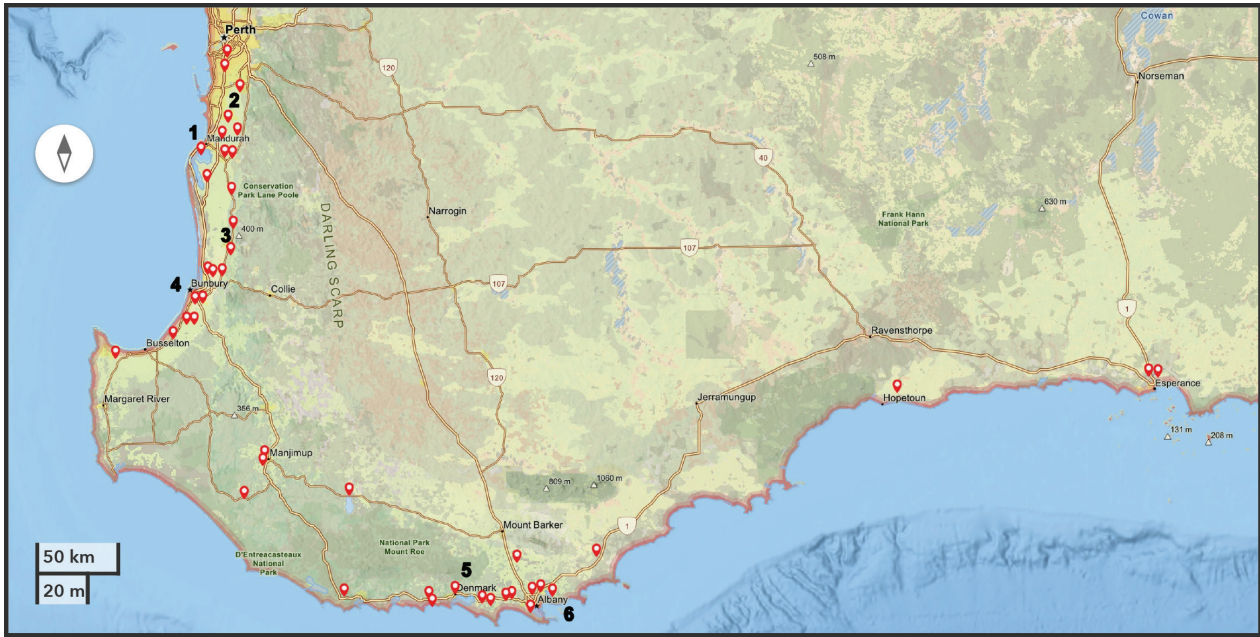 Cowan
Perth
120
508 m
Norseman
2
1
Mandurah
40
Conservation
Park Lane Poole
630 m
Narrogin
Frank Hann
National Park
3
400 m
DARLING SCARP
107
4
Bunbury
Collie
107
1
Ravensthorpe
Busselton
120
Esperance
Margaret River
Jerramungup
Hopetoun
356 m
131 m
208 m
Manjimup
809 m
1060 m
Mount Barker
1
National Park
Mount Roe
50 km
D'Entrecasteaux
National
Park
5
20 m
Denmark
Albany
6